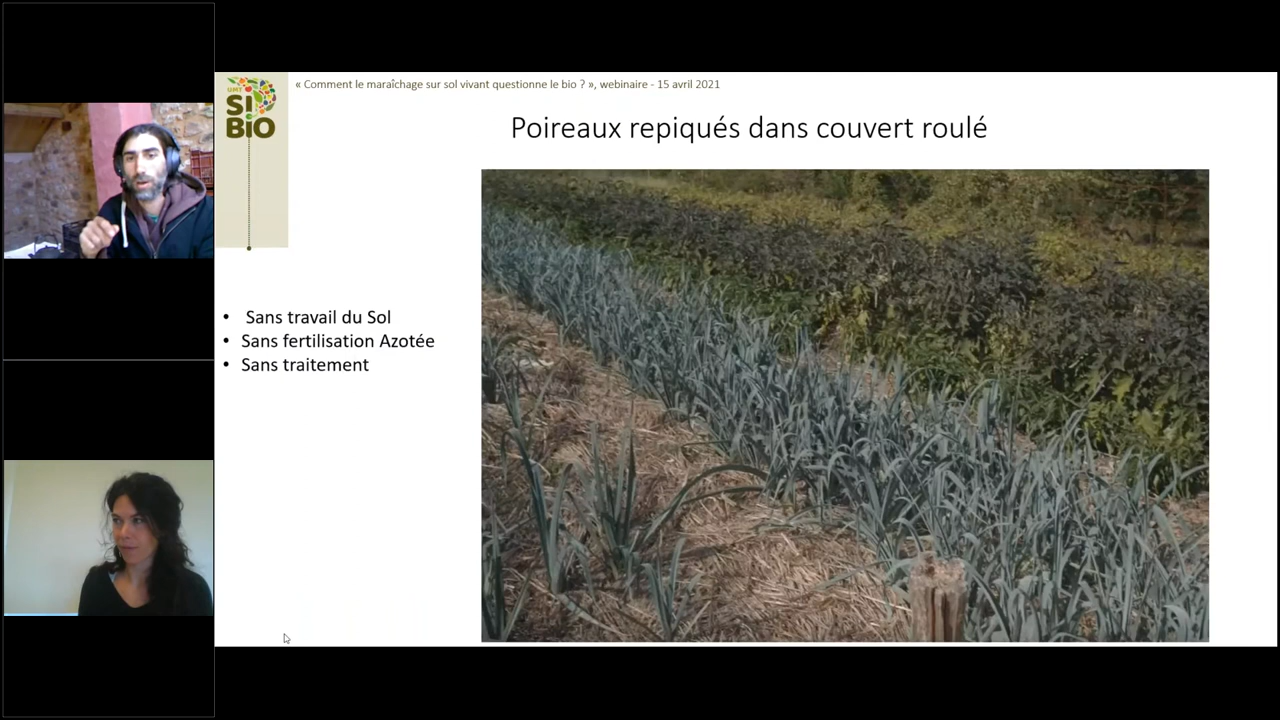 « Comment le maraîchage sur sol vivant questionne le bio ? », webinaire - 15 avril 2021
UMT
SI
BIO
Poireaux repiqués dans couvert roulé
• Sans travail du Sol
• Sans fertilisation Azotée
• Sans traitement